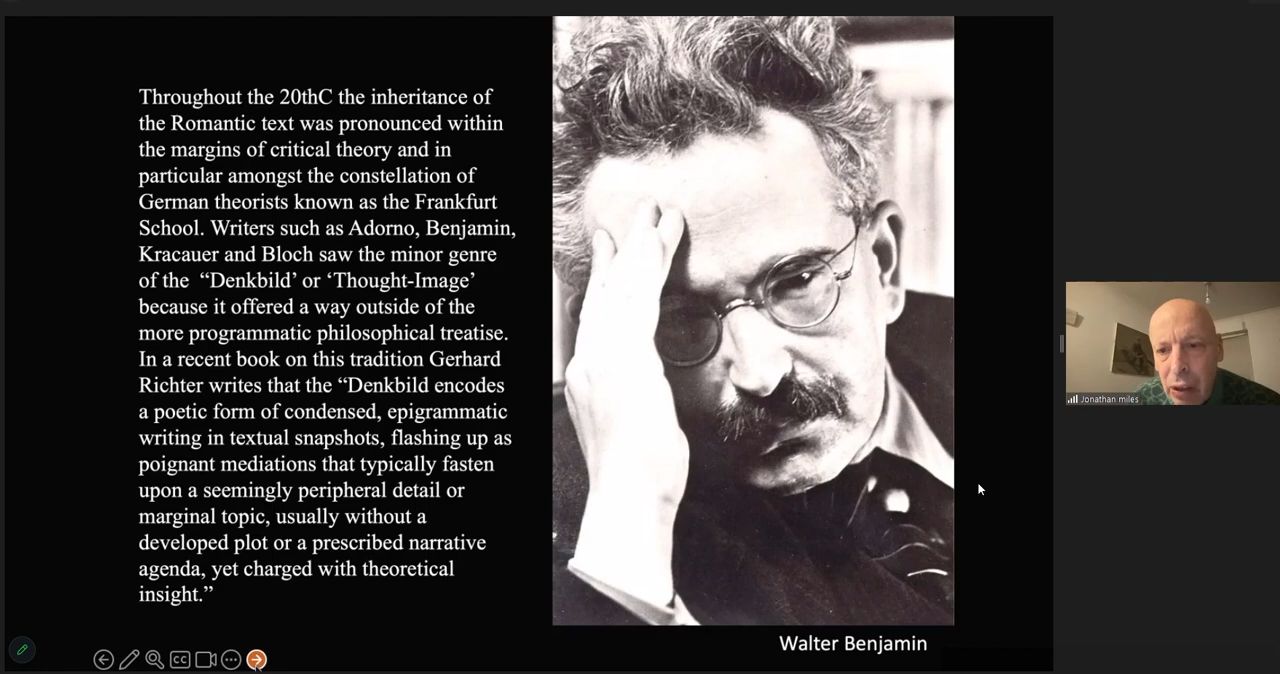 Throughout the 20thC the inheritance of
the Romantic text was pronounced within
the margins of critical theory and in
particular amongst the constellation of
German theorists known as the Frankfurt
School. Writers such as Adorno, Benjamin,
Kracauer and Bloch saw the minor genre
of the  “Denkbild’ or ‘Thought-Image’
because it offered a way outside of the
more programmatic philosophical treatise.
In a recent book on this tradition Gerhard
Richter writes that the “Denkbild encodes
a poetic form of condensed, epigrammatic
writing in textual snapshots, flashing up as
poignant mediations that typically fasten
upon a seemingly peripheral detail or
marginal topic, usually without a
developed plot or a prescribed narrative
agenda, yet charged with theoretical
insight.”
Walter Benjamin
Jonathan miles
CC